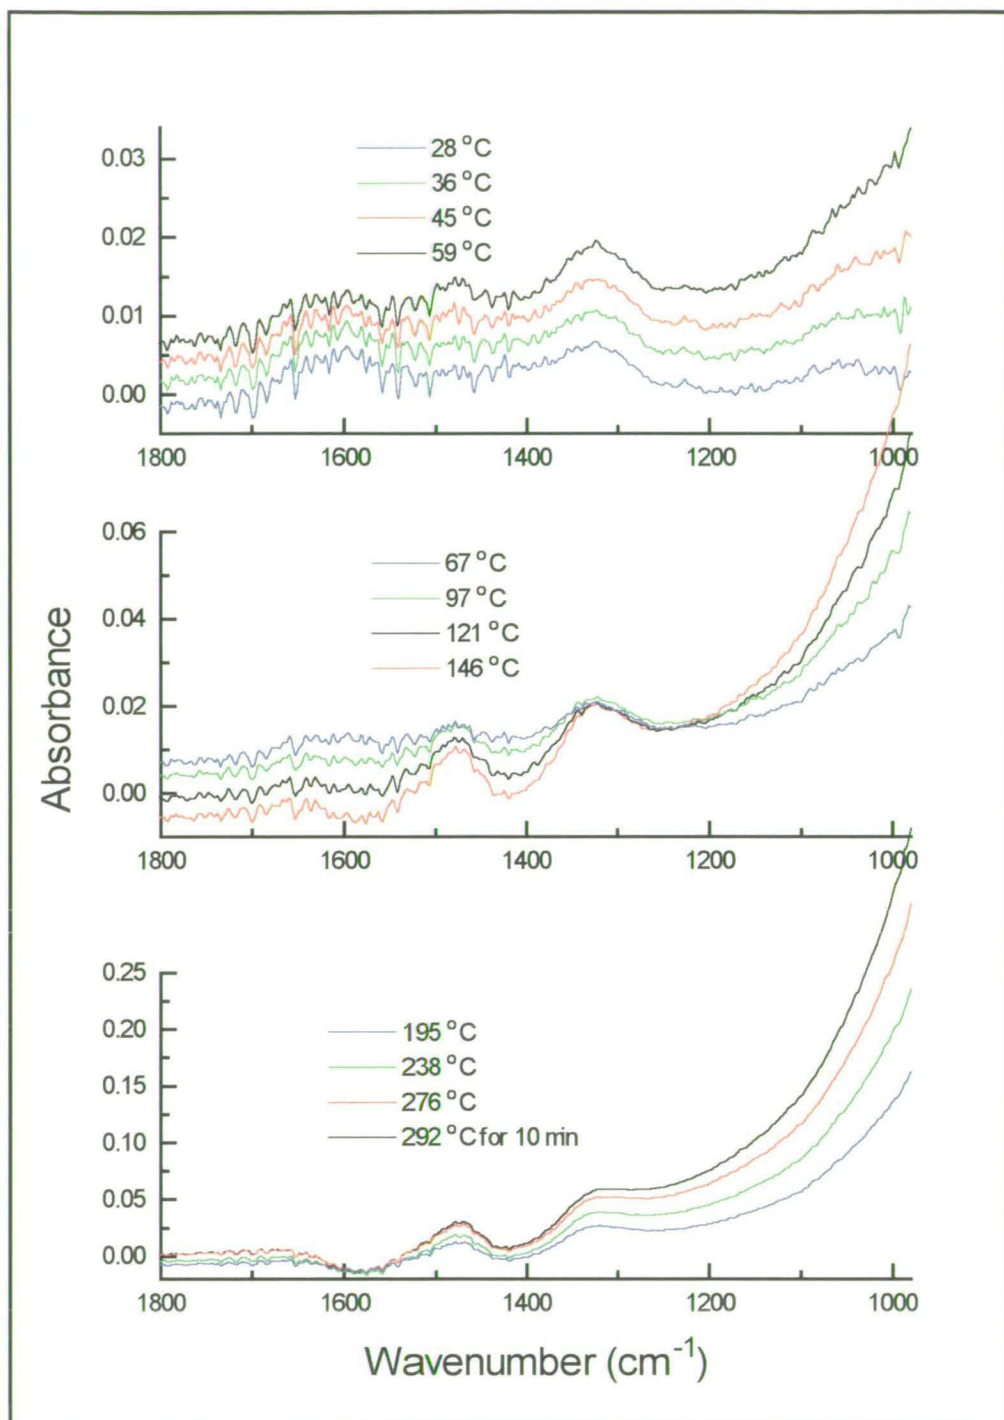 0.03
0.02
0.01
0.00
28 °C
36 °C
45 °C
59 °C
1800 1600 1400 1200 1000
0.06
0.04
0.02
0.00
67 °C
97 °C
121 °C
146 °C
1800 1600 1400 1200 1000
Absorbance
0.25
0.20
0.15
0.10
0.05
0.00
195 °C
238 °C
276 °C
292 °C for 10 min
1800 1600 1400 1200 1000
Wavenumber (cm⁻¹)